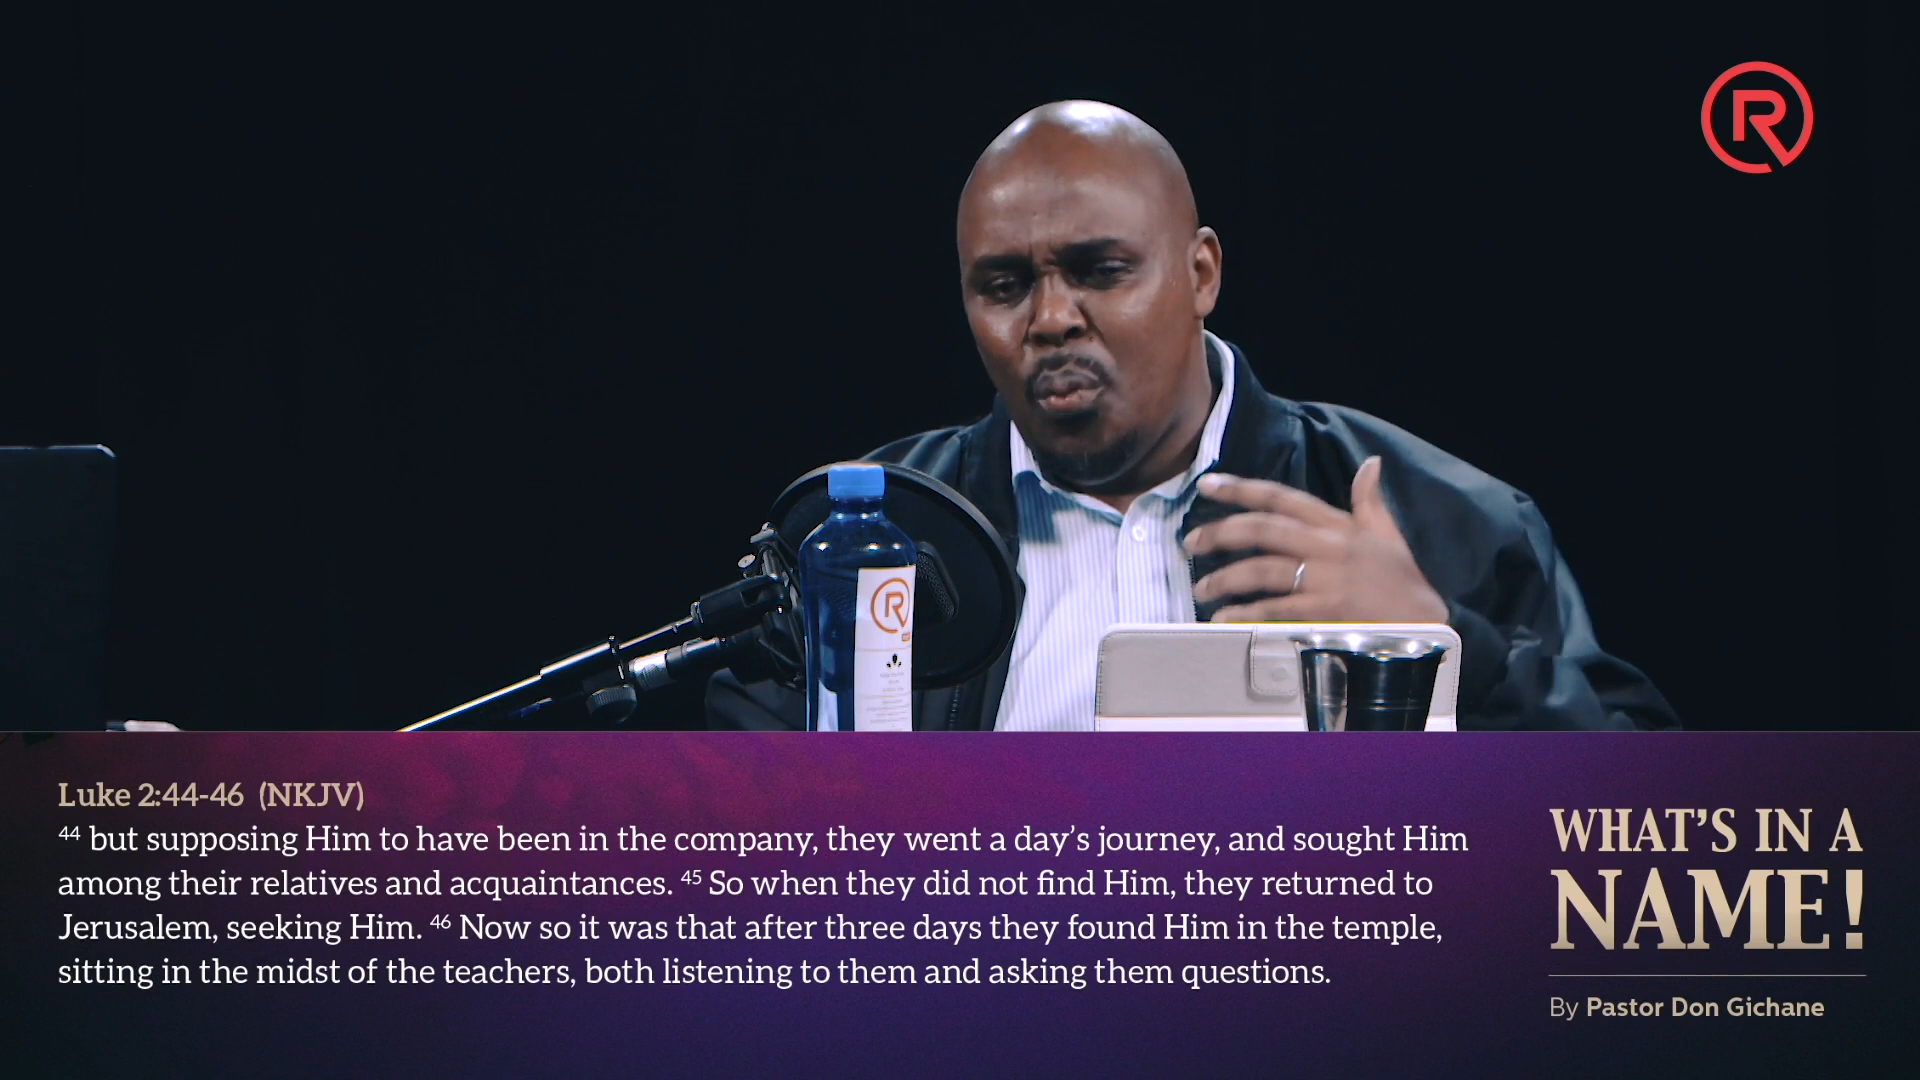 R
R
Luke 2:44-46 (NKJV)
44 but supposing Him to have been in the company, they went a day’s journey, and sought Him
among their relatives and acquaintances. 45 So when they did not find Him, they returned to
Jerusalem, seeking Him. 46 Now so it was that after three days they found Him in the temple,
sitting in the midst of the teachers, both listening to them and asking them questions.
WHAT’S IN A
NAME!
By Pastor Don Gichane